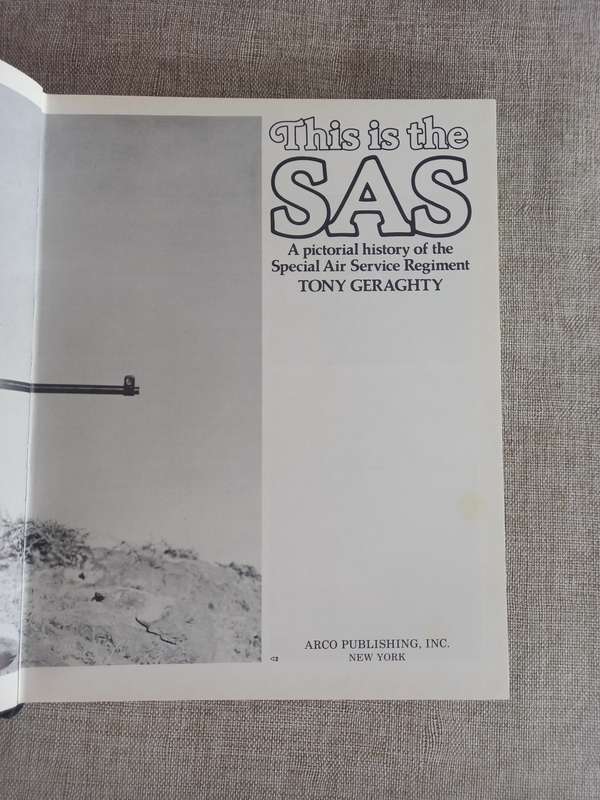 This is the
SAS
A pictorial history of the
Special Air Service Regiment
TONY GERAGHTY
ARCO PUBLISHING, INC.
NEW YORK